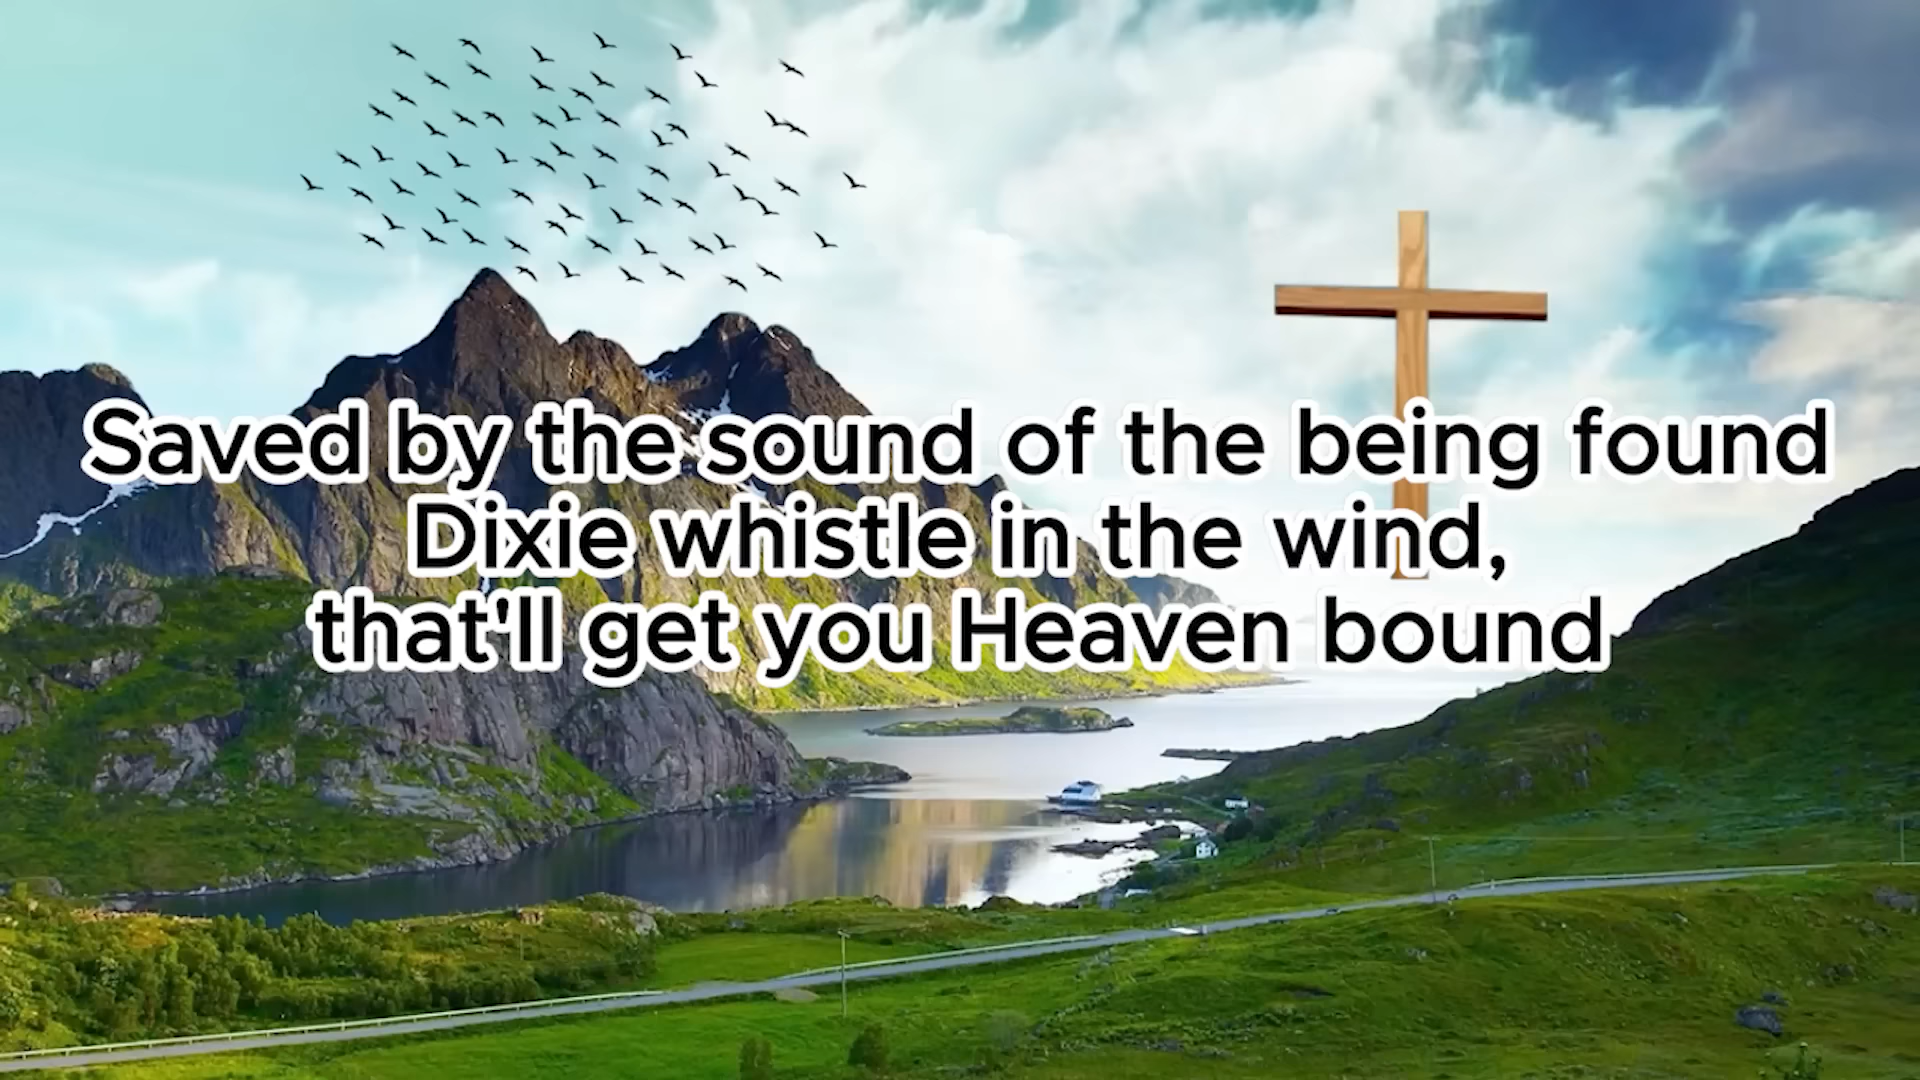 Saved by the sound of the being found
Dixie whistle in the wind,
that'll get you Heaven bound